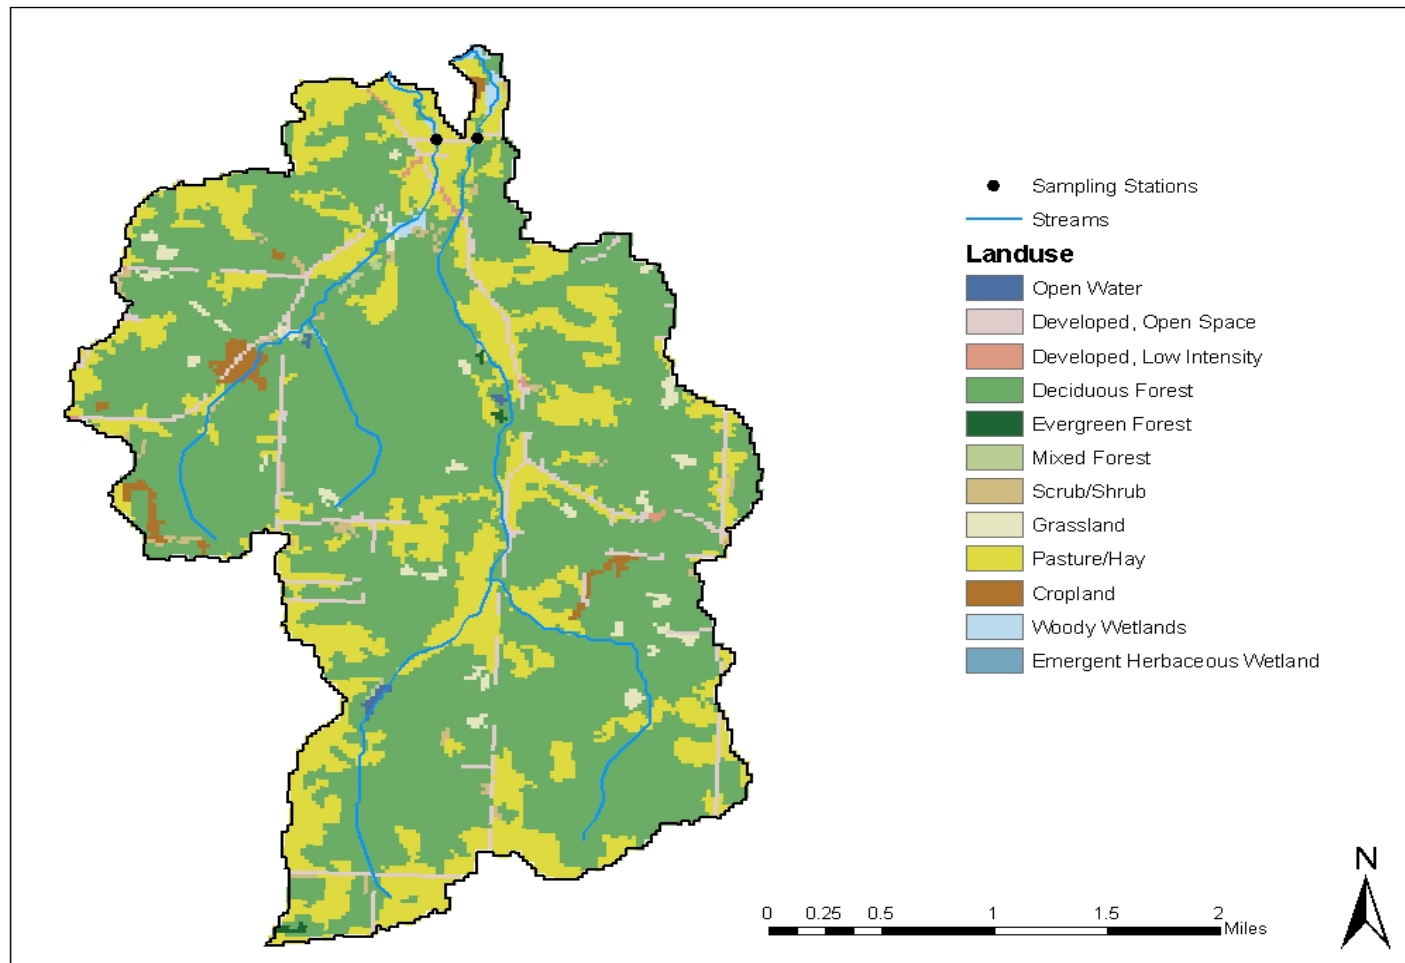 Sampling Stations
Streams
Landuse
Open Water
Developed, Open Space
Developed, Low Intensity
Deciduous Forest
Evergreen Forest
Mixed Forest
Scrub/Shrub
Grassland
Pasture/Hay
Cropland
Woody Wetlands
Emergent Herbaceous Wetland
N
0 0.25 0.5 1 1.5 2
Miles